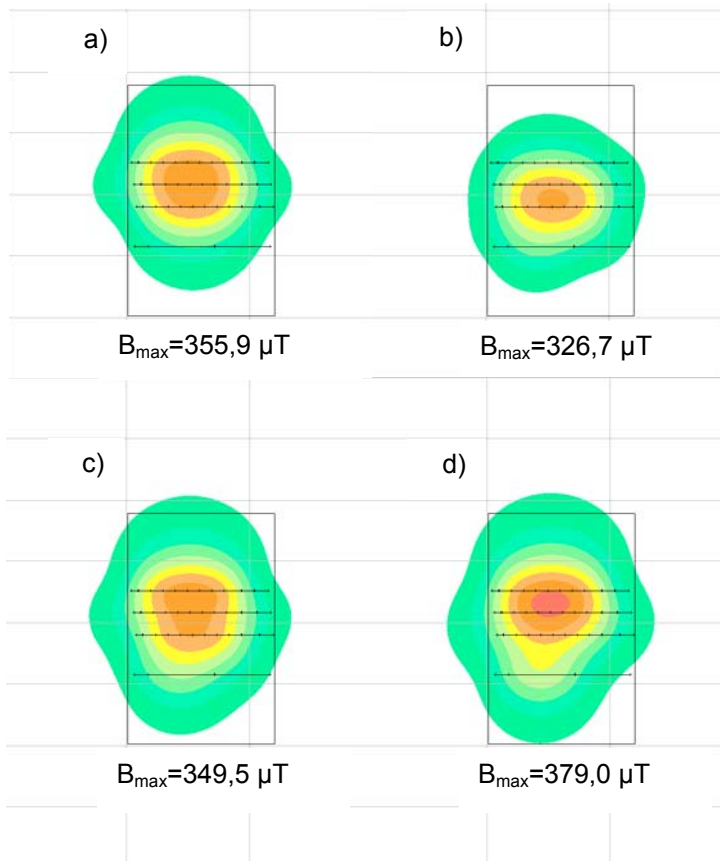 a)
b)
Bmax=355,9 µT
Bmax=326,7 µT
c)
d)
Bmax=349,5 µT
Bmax=379,0 µT